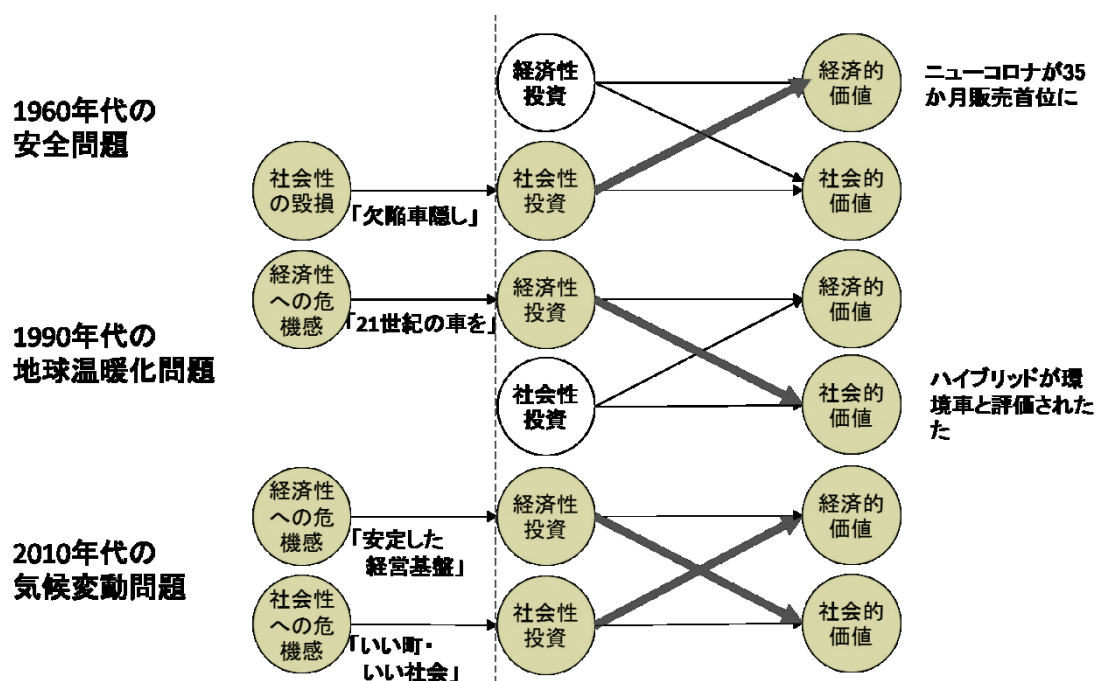 1960年代の
安全問題
社会性
の毀損
「欠陥車隠し」
経済性
投資
社会性
投資
経済的
価値
社会的
価値
ニューコロナが35
か月販売首位に
1990年代の
地球温暖化問題
経済性
への危
機感
「21世紀の車を」
経済性
投資
社会性
投資
経済的
価値
社会的
価値
ハイブリッドが環
境車と評価された
た
2010年代の
気候変動問題
経済性
への危
機感
「安定した
経営基盤」
社会性
への危
機感
「いい町・
いい社会」
経済性
投資
社会性
投資
経済的
価値
社会的
価値